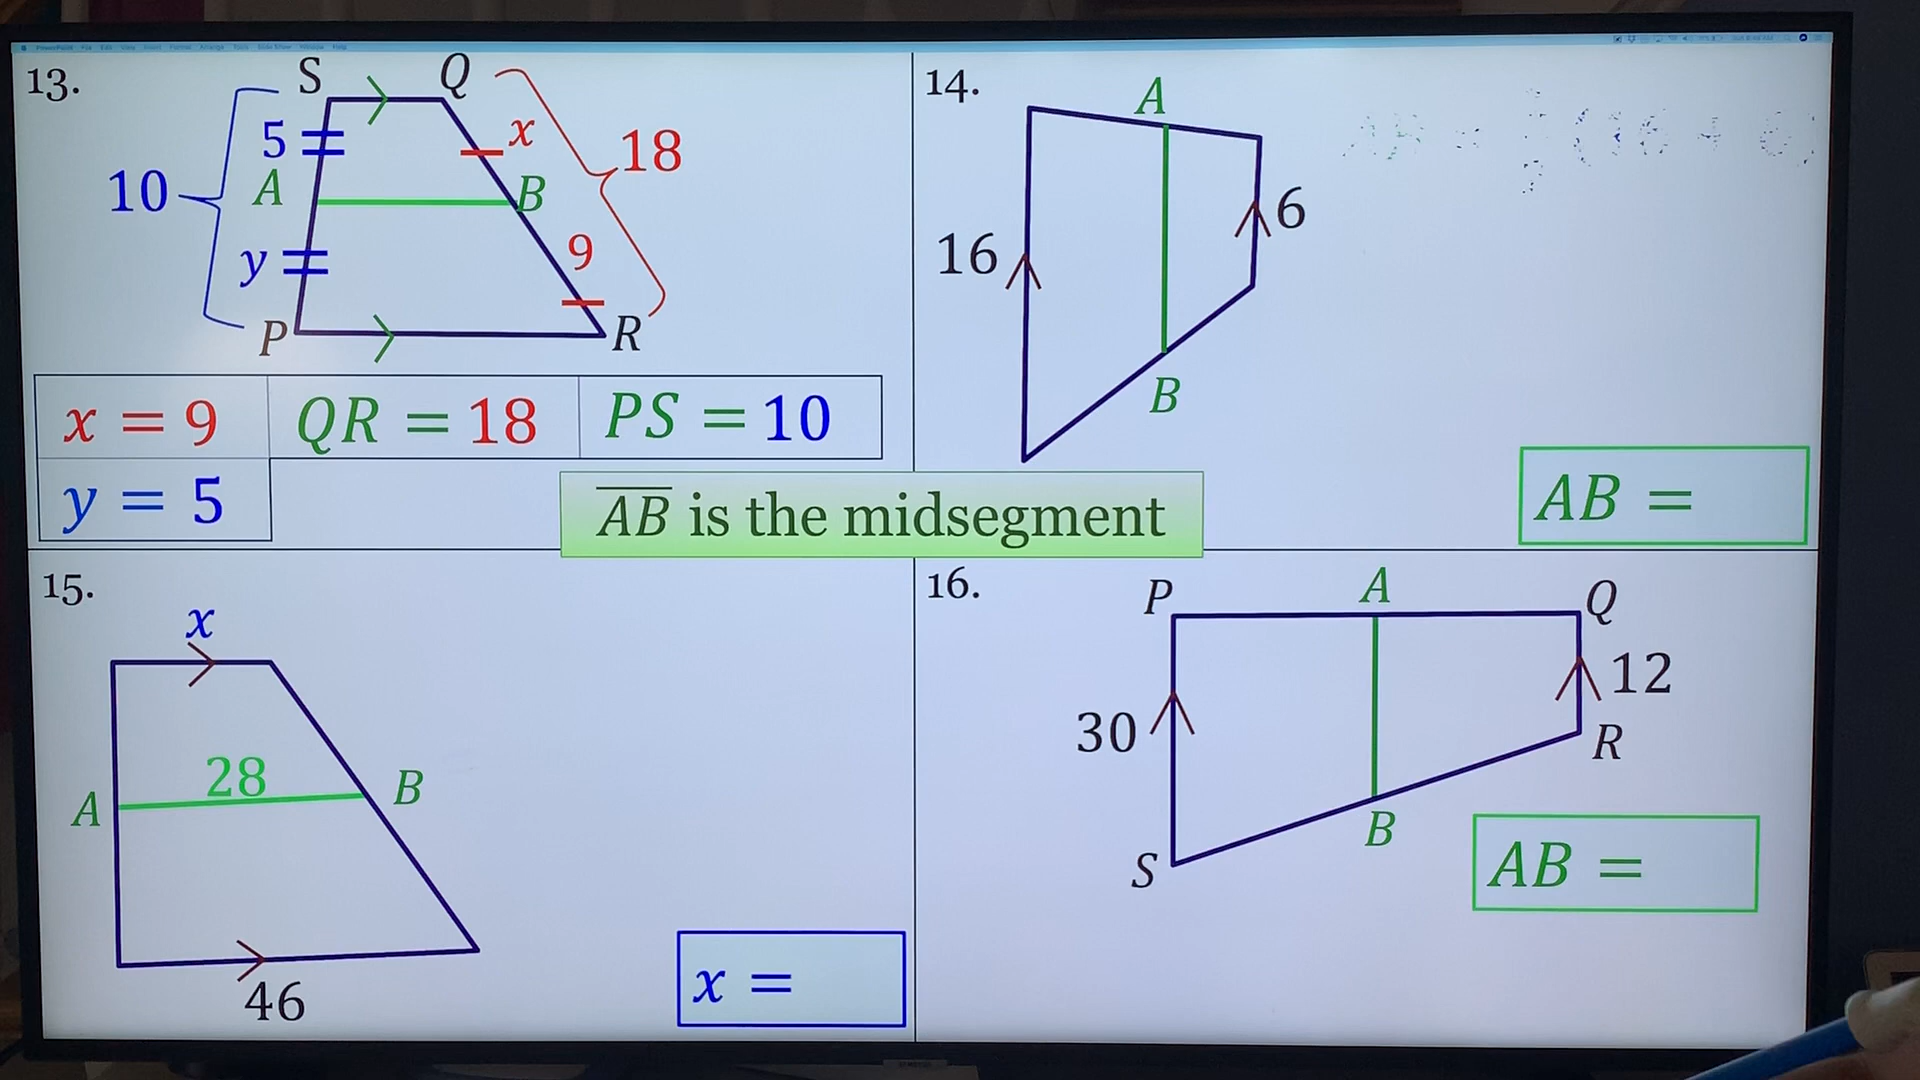 13.
S
Q
5
x
18
10
A
B
y
9
P
R
x = 9
QR = 18
PS = 10
y = 5
14.
A
16
6
B
AB =
AB is the midsegment
15.
x
28
A
B
46
x =
16.
P
A
Q
30
12
R
B
S
AB =